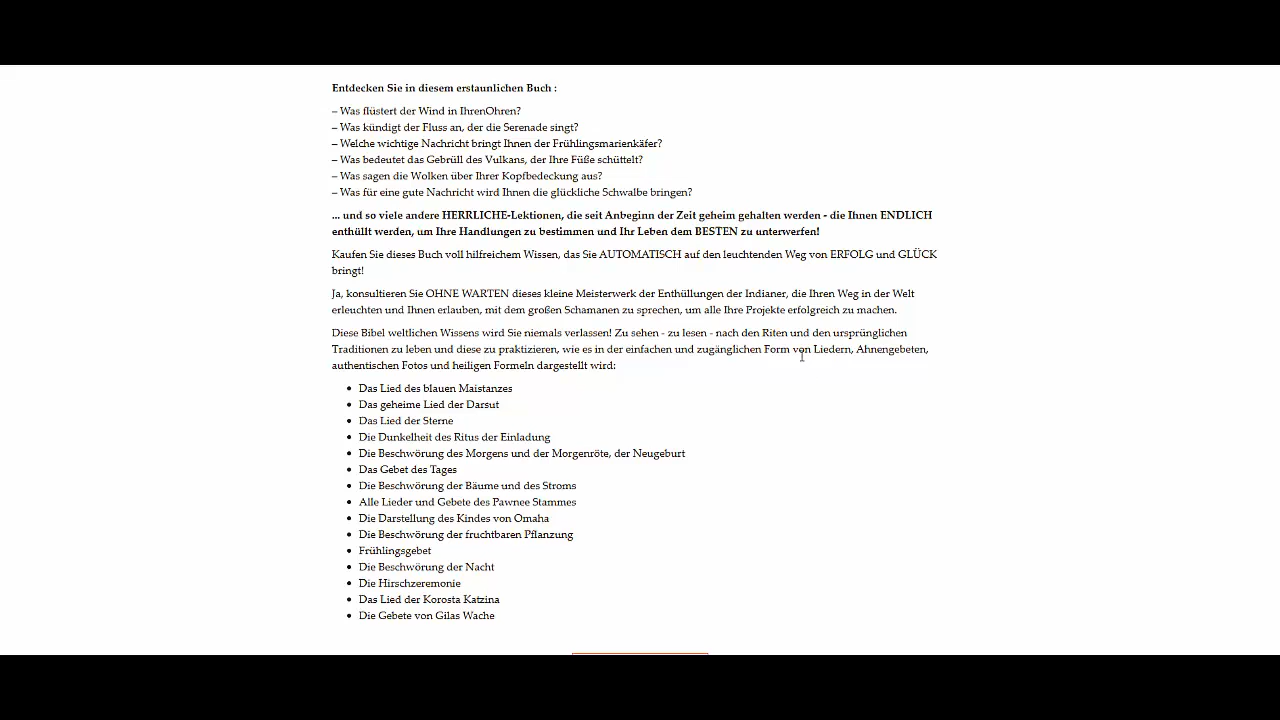 Entdecken Sie in diesem erstaunlichen Buch :
– Was flüstert der Wind in IhrenOhren?
– Was kündigt der Fluss an, der die Serenade singt?
– Welche wichtige Nachricht bringt Ihnen der Frühlingsmarienkäfer?
– Was bedeutet das Gebrüll des Vulkans, der Ihre Füße schüttelt?
– Was sagen die Wolken über Ihrer Kopfbedeckung aus?
– Was für eine gute Nachricht wird Ihnen die glückliche Schwalbe bringen?
... und so viele andere HERRLICHE-Lektionen, die seit Anbeginn der Zeit geheim gehalten werden - die Ihnen ENDLICH
enthüllt werden, um Ihre Handlungen zu bestimmen und Ihr Leben dem BESTEN zu unterwerfen!
Kaufen Sie dieses Buch voll hilfreichem Wissen, das Sie AUTOMATISCH auf den leuchtenden Weg von ERFOLG und GLÜCK
bringt!
Ja, konsultieren Sie OHNE WARTEN dieses kleine Meisterwerk der Enthüllungen der Indianer, die Ihren Weg in der Welt
erleuchten und Ihnen erlauben, mit dem großen Schamanen zu sprechen, um alle Ihre Projekte erfolgreich zu machen.
Diese Bibel weltlichen Wissens wird Sie niemals verlassen! Zu sehen - zu lesen - nach den Riten und den ursprünglichen
Traditionen zu leben und diese zu praktizieren, wie es in der einfachen und zugänglichen Form von Liedern, Ahnengebeten,
authentischen Fotos und heiligen Formeln dargestellt wird:
• Das Lied des blauen Maistanzes
• Das geheime Lied der Darsut
• Das Lied der Sterne
• Die Dunkelheit des Ritus der Einladung
• Die Beschwörung des Morgens und der Morgenröte, der Neugeburt
• Das Gebet des Tages
• Die Beschwörung der Bäume und des Stroms
• Alle Lieder und Gebete des Pawnee Stammes
• Die Darstellung des Kindes von Omaha
• Die Beschwörung der fruchtbaren Pflanzung
• Frühlingsgebet
• Die Beschwörung der Nacht
• Die Hirschzeremonie
• Das Lied der Korosta Katzina
• Die Gebete von Gilas Wache